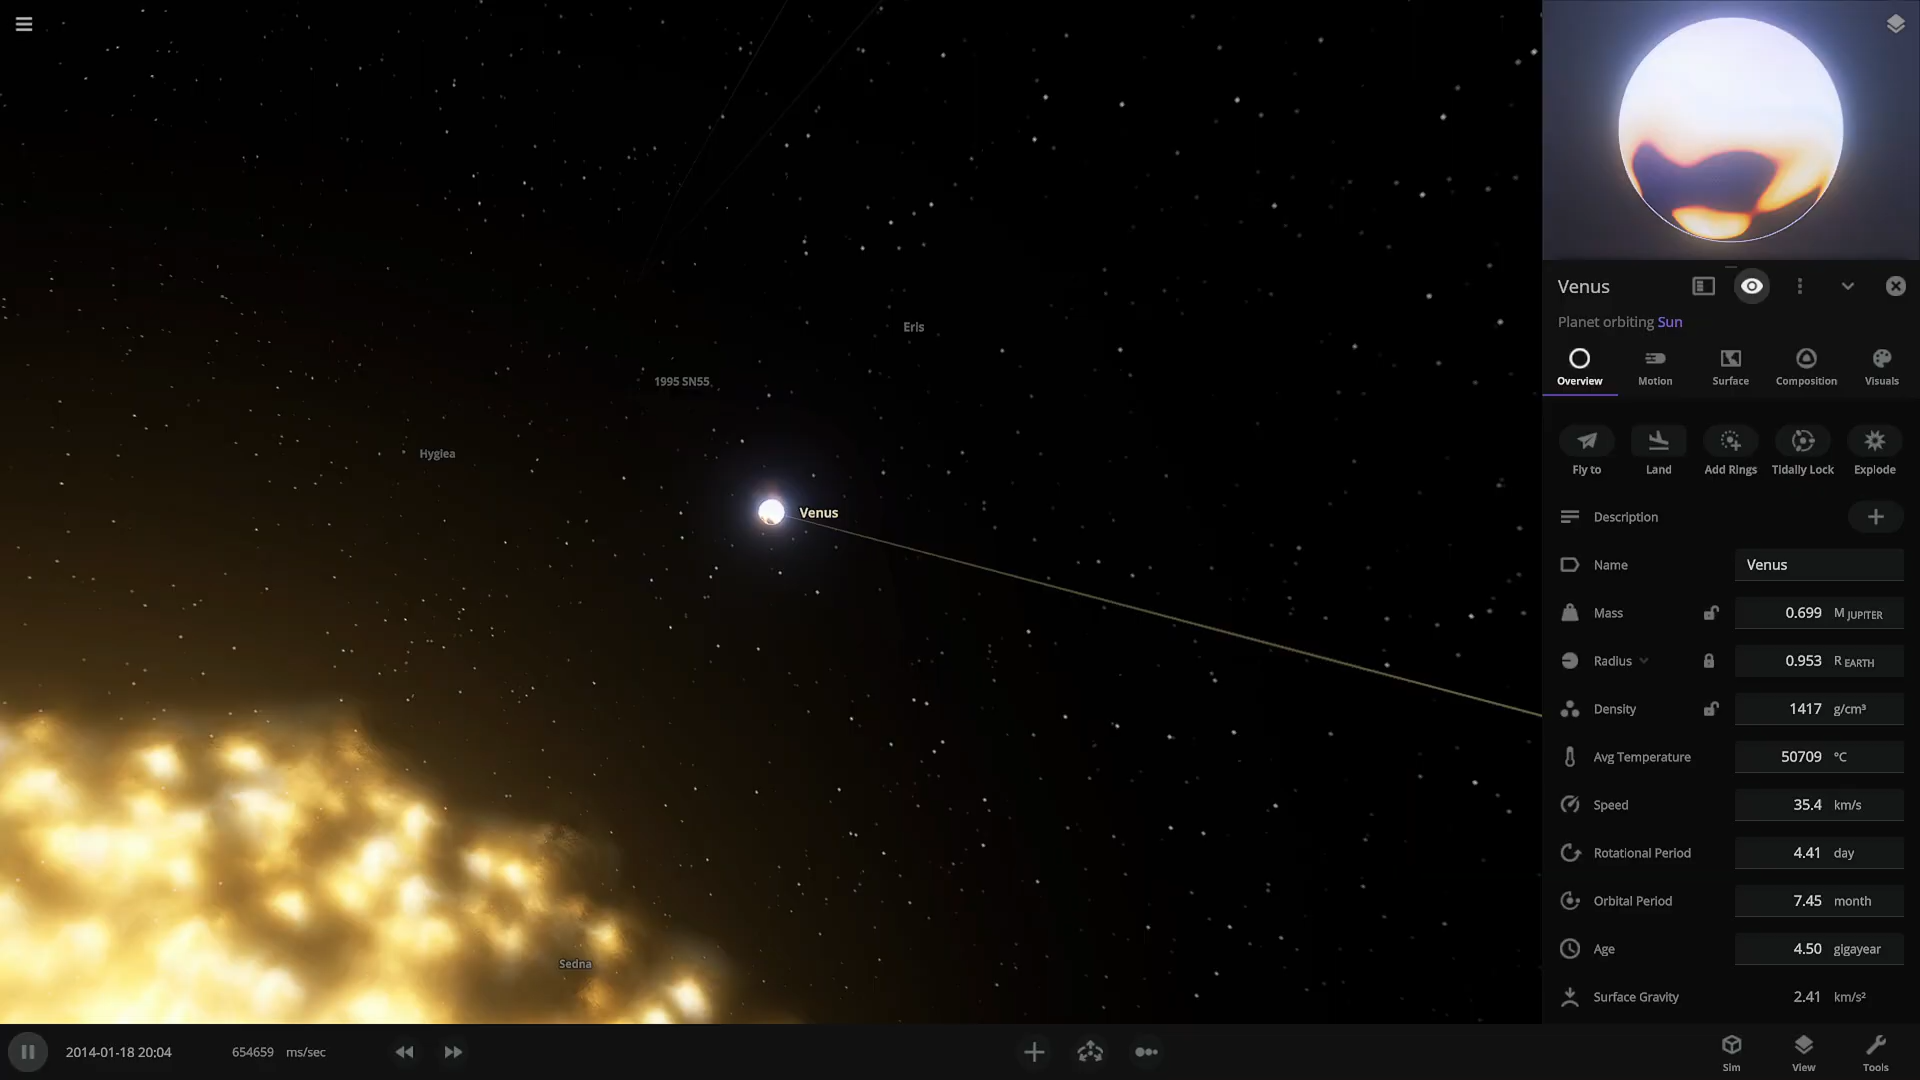 Eris
1995 SN55
Hygiea
Venus
Sedna
Venus
Planet orbiting Sun
Overview Motion Surface Composition Visuals
Fly to Land Add Rings Tidally Lock Explode
Description
Name Venus
Mass 0.699 M JUPITER
Radius 0.953 R EARTH
Density 1417 g/cm³
Avg Temperature 50709 °C
Speed 35.4 km/s
Rotational Period 4.41 day
Orbital Period 7.45 month
Age 4.50 gigayear
Surface Gravity 2.41 km/s²
2014-01-18 20:04 654659 ms/sec
Sim View Tools